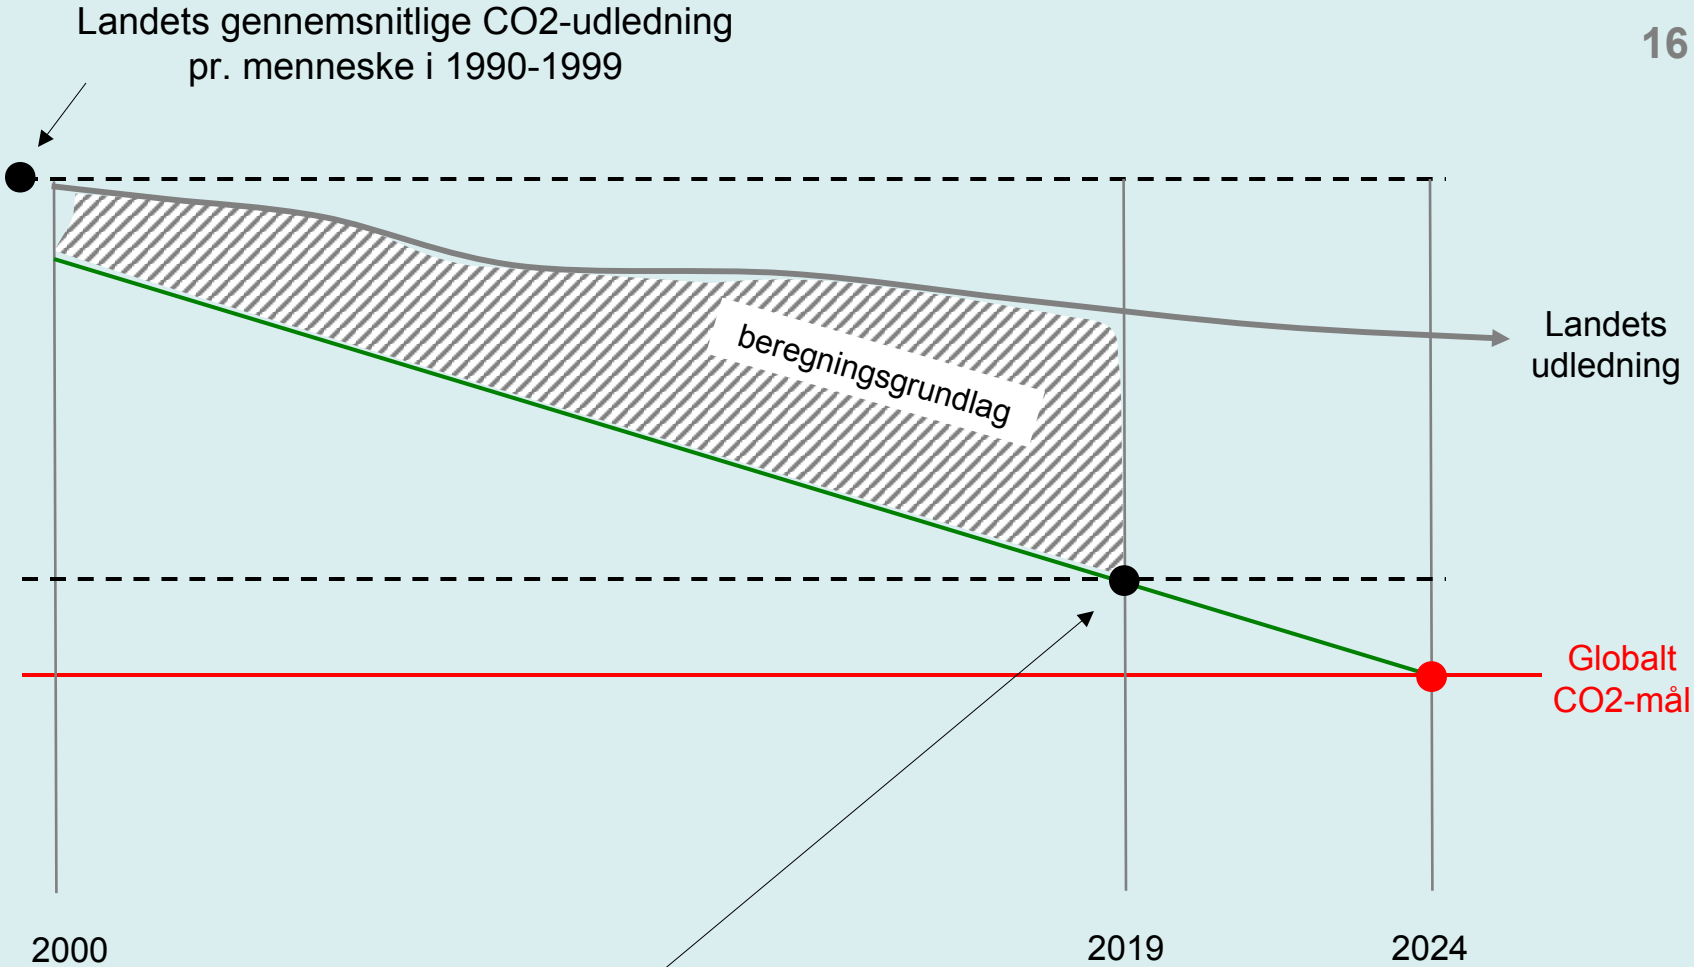 Landets gennemsnitlige CO2-udledning
pr. menneske i 1990-1999
16
beregningsgrundlag
Landets
udledning
Globalt
CO2-mål
2000
2019
2024